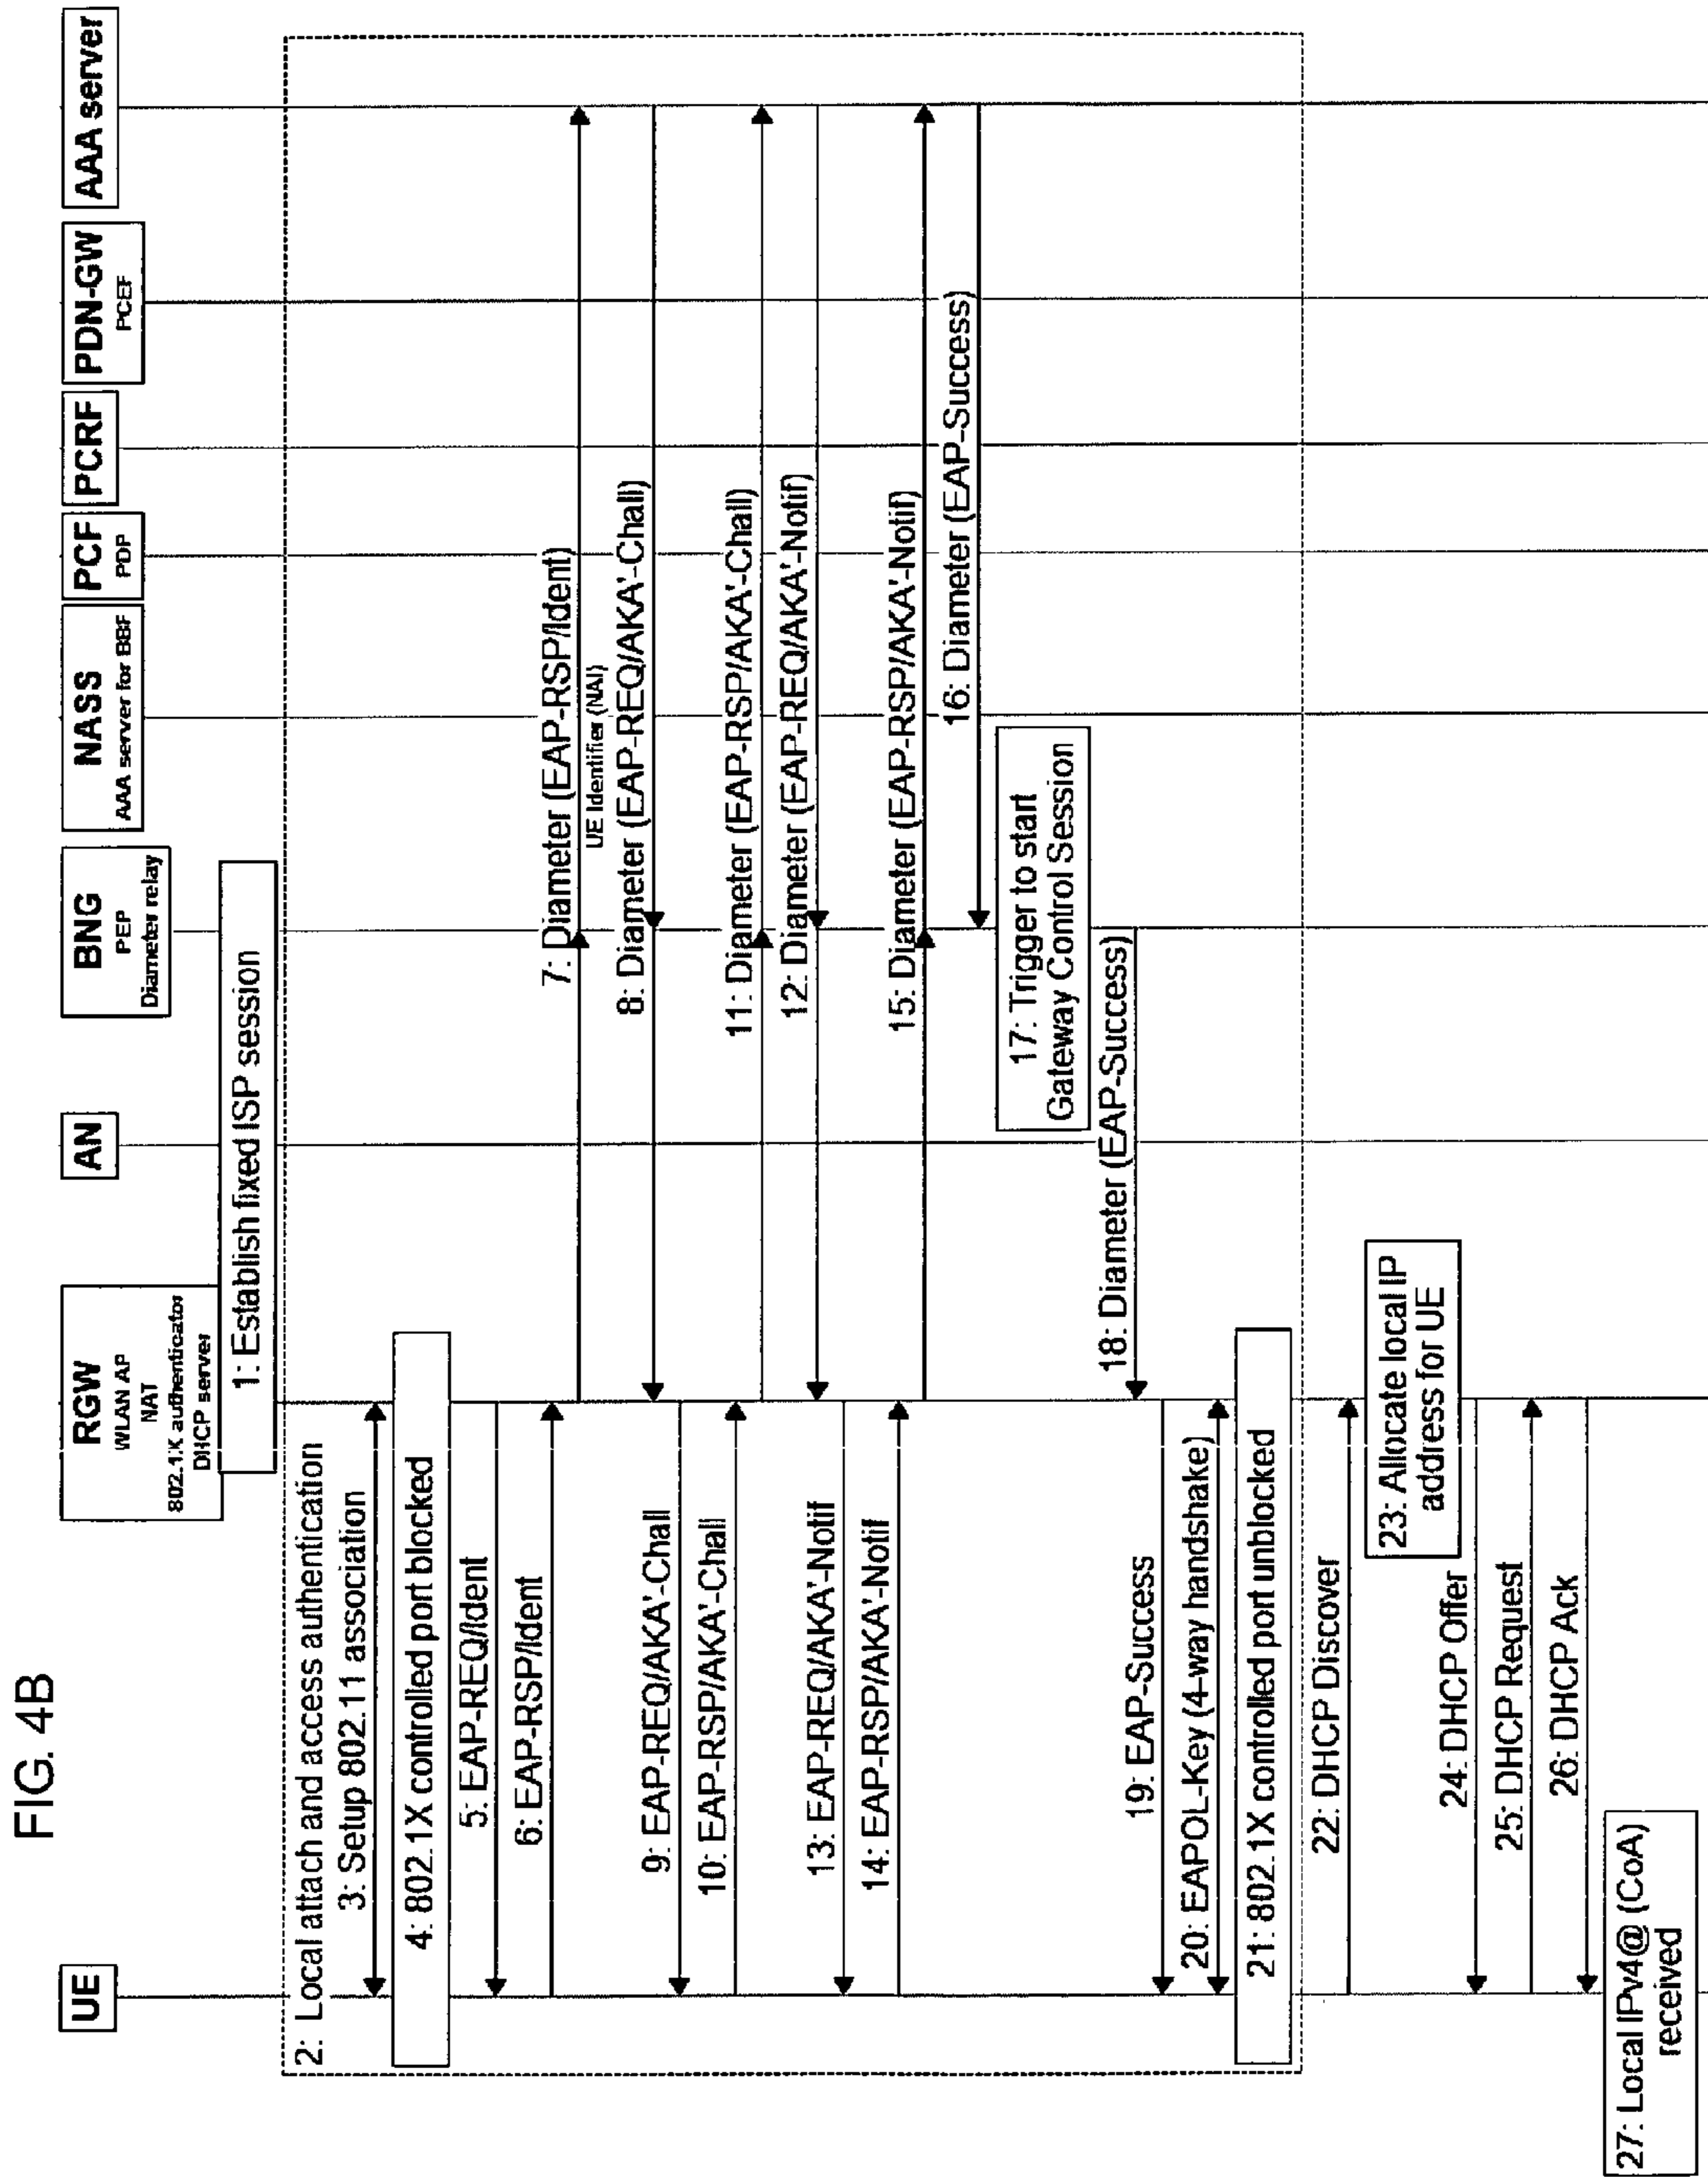 FIG. 4B
UE
RGW
WLAN AP
NAT
802.1X authenticator
DHCP server
AN
BNG
PEP
Diameter relay
NASS
AAA server for BBF
PCF
PDP
PCRF
PDN-GW
PCEF
AAA server
1: Establish fixed ISP session
2: Local attach and access authentication
3: Setup 802.11 association
4: 802.1X controlled port blocked
5: EAP-REQ/Ident
6: EAP-RSP/Ident
7: Diameter (EAP-RSP/Ident)
UE Identifier (NAI)
8: Diameter (EAP-REQ/AKA'-Chall)
9: EAP-REQ/AKA'-Chall
10: EAP-RSP/AKA'-Chall
11: Diameter (EAP-RSP/AKA'-Chall)
12: Diameter (EAP-REQ/AKA'-Notif)
13: EAP-REQ/AKA'-Notif
14: EAP-RSP/AKA'-Notif
15: Diameter (EAP-RSP/AKA'-Notif)
16: Diameter (EAP-Success)
17: Trigger to start
Gateway Control Session
18: Diameter (EAP-Success)
19: EAP-Success
20: EAPOL-Key (4-way handshake)
21: 802.1X controlled port unblocked
22: DHCP Discover
23: Allocate local IP
address for UE
24: DHCP Offer
25: DHCP Request
26: DHCP Ack
27: Local IPv4@ (CoA)
received